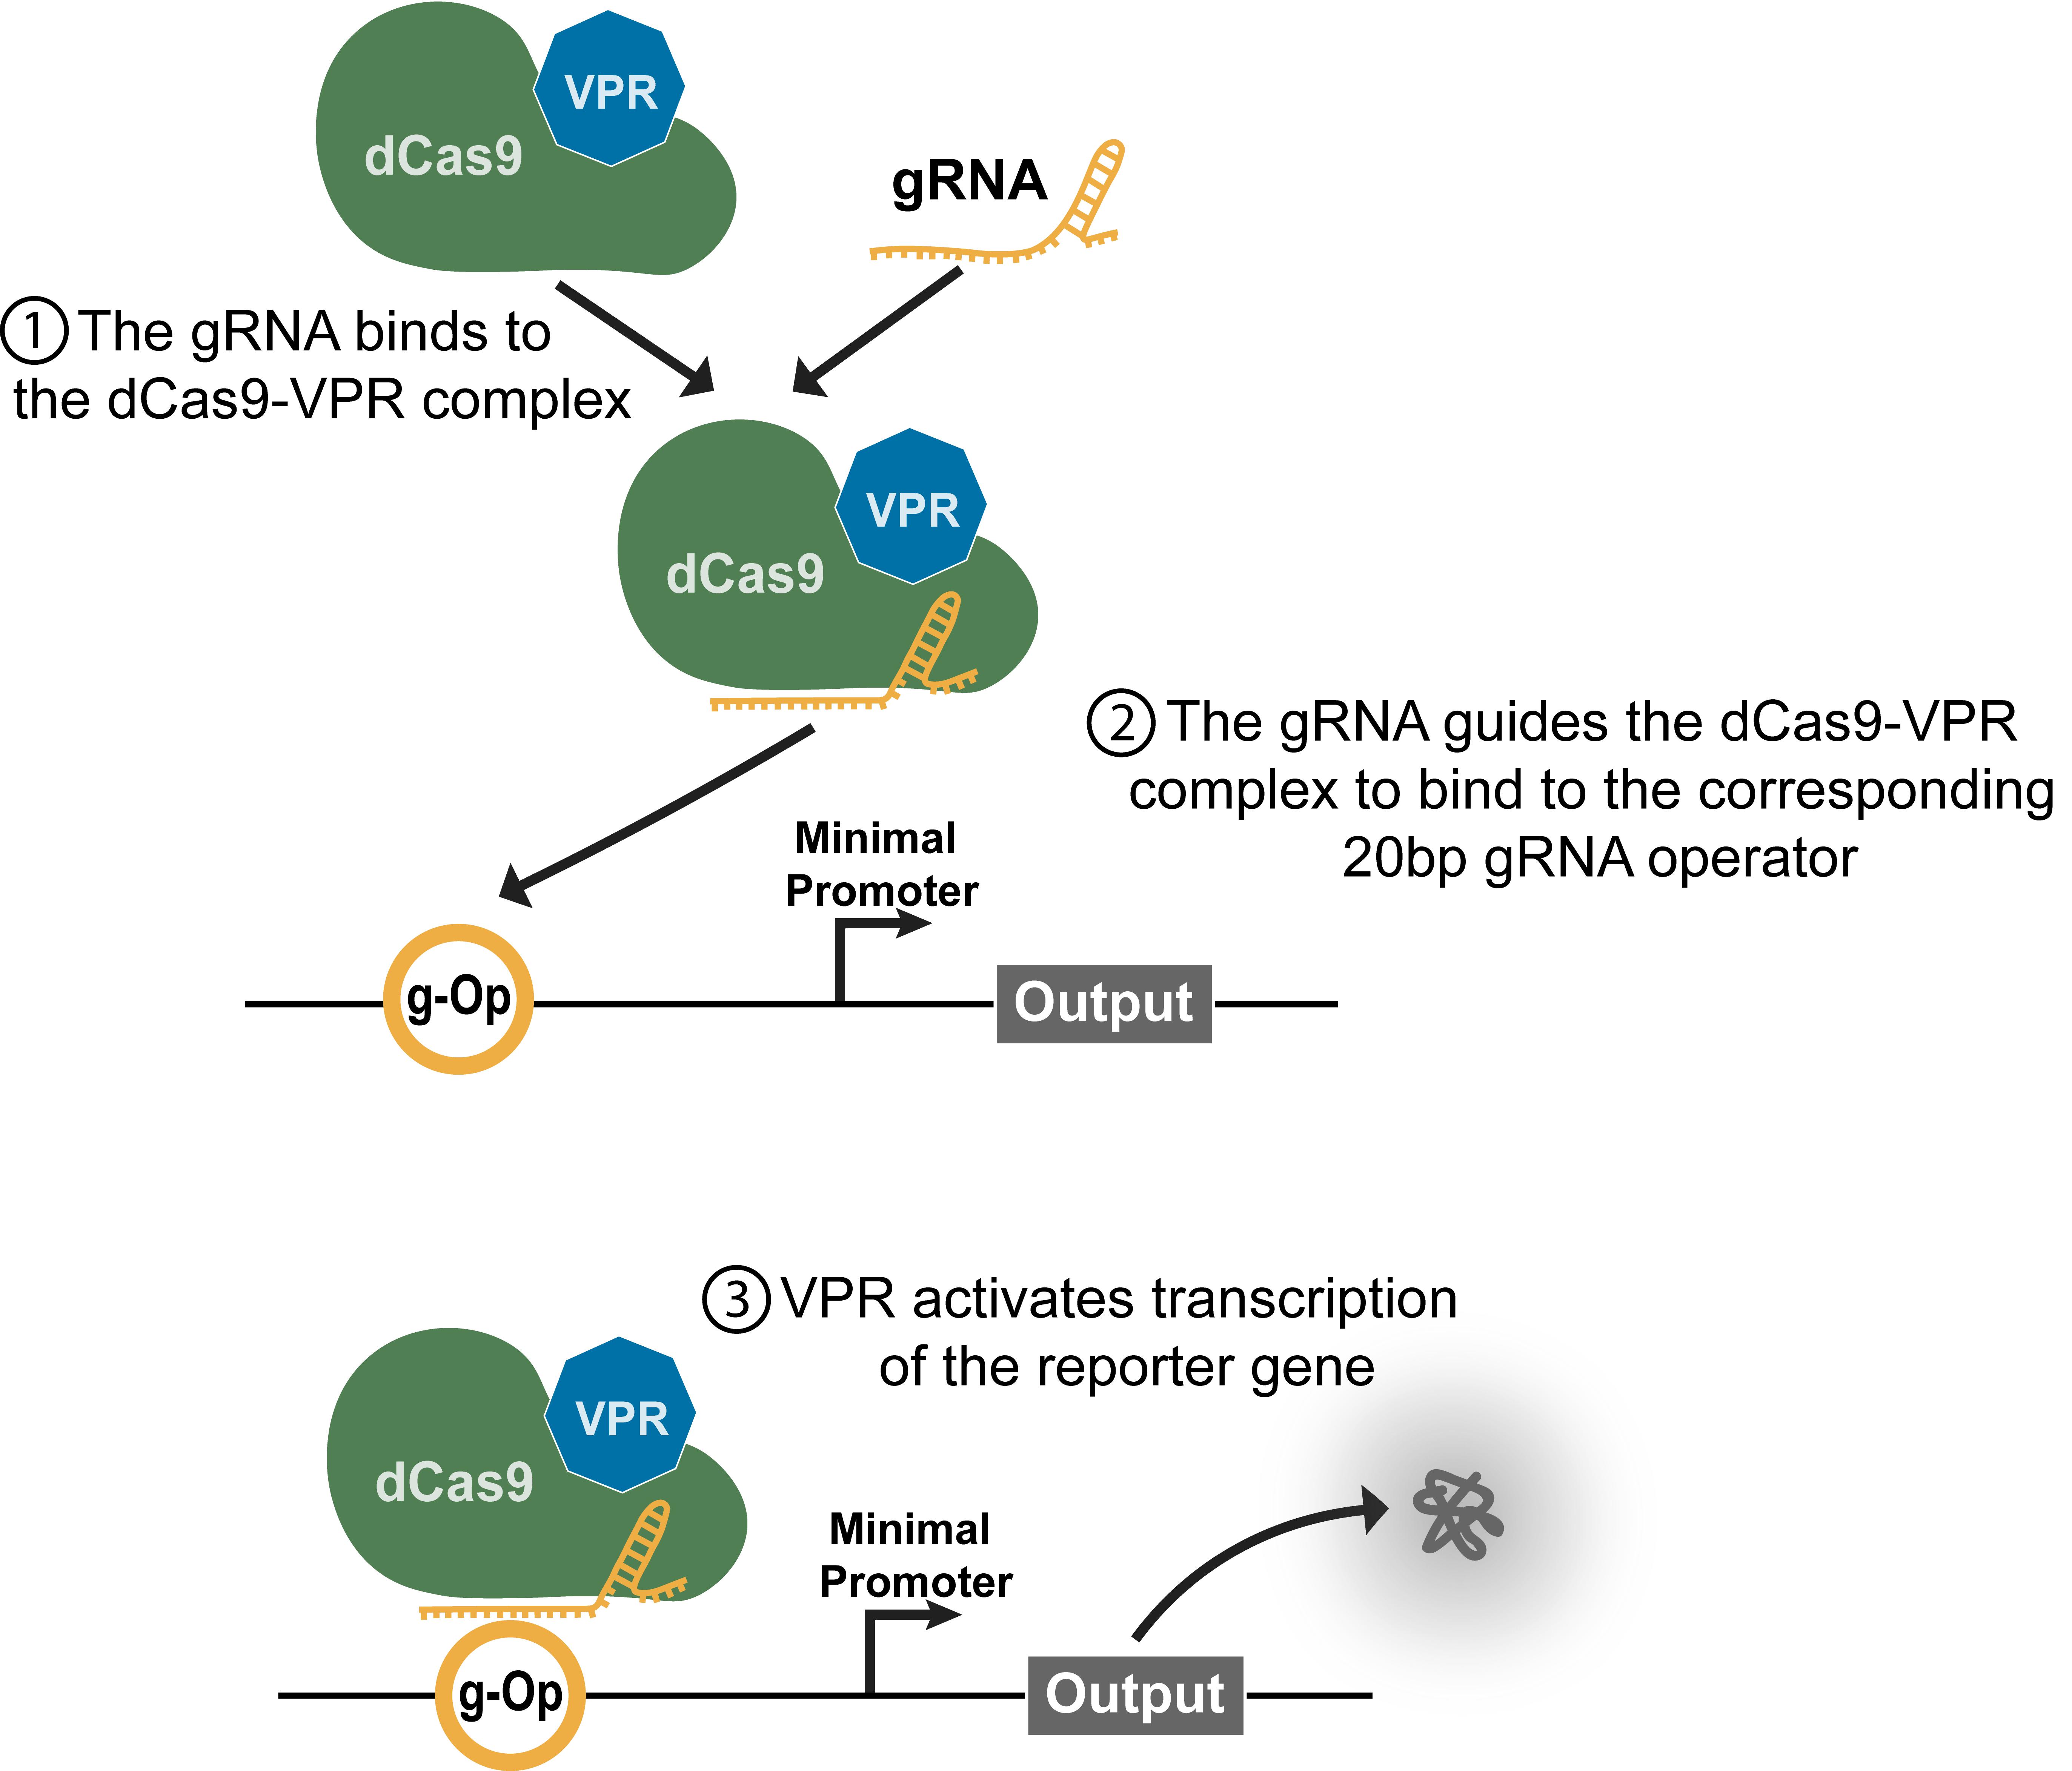 VPR
dCas9
gRNA
① The gRNA binds to
the dCas9-VPR complex
VPR
dCas9
② The gRNA guides the dCas9-VPR
complex to bind to the corresponding
20bp gRNA operator
Minimal
Promoter
g-Op
Output
③ VPR activates transcription
of the reporter gene
VPR
dCas9
Minimal
Promoter
g-Op
Output